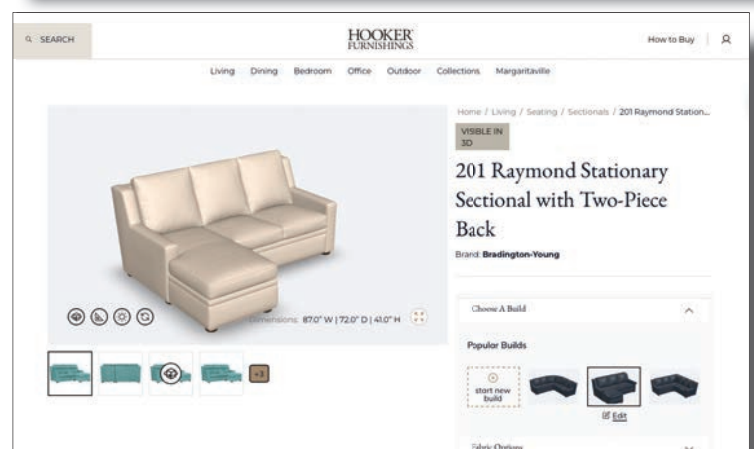 SEARCH
HOOKER
FURNISHINGS
How to Buy
Living Dining Bedroom Office Outdoor Collections Margaritaville
Home / Living / Seating / Sectionals / 201 Raymond Station...
VISIBLE IN
3D
201 Raymond Stationary
Sectional with Two-Piece
Back
Brand: Bradington-Young
Dimensions: 87.0" W | 72.0" D | 41.0" H
+3
Choose A Build
Popular Builds
start new
build
Edit
Fabric Options